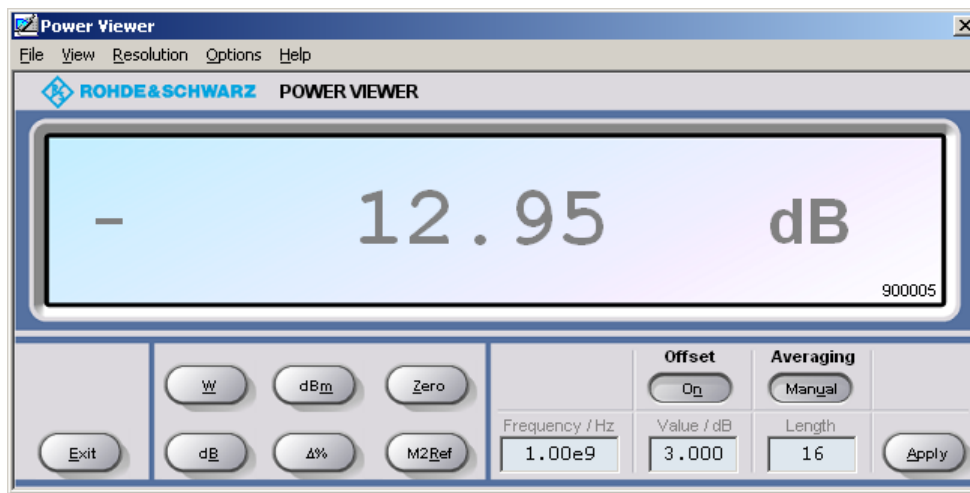 Power Viewer
File View Resolution Options Help
ROHDE&SCHWARZ POWER VIEWER
- 12.95 dB
900005
Offset Averaging
W dBm Zero On Manual
Frequency / Hz Value / dB Length
Exit dB Δ% M2Ref 1.00e9 3.000 16 Apply